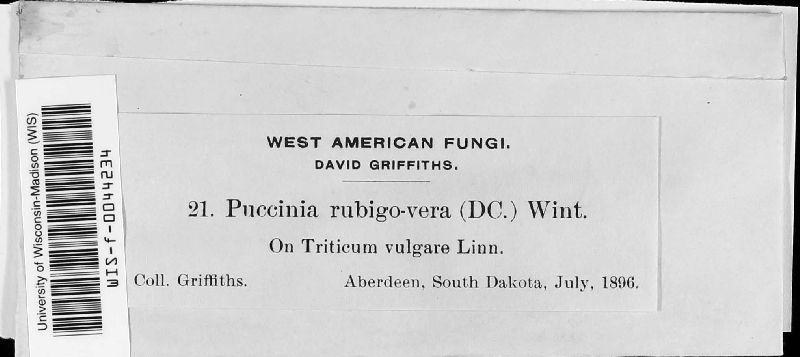 WEST AMERICAN FUNGI.
DAVID GRIFFITHS.
21. Puccinia rubigo-vera (DC.) Wint.
On Triticum vulgare Linn.
Coll. Griffiths. Aberdeen, South Dakota, July, 1896.
University of Wisconsin-Madison (WIS)
WIS-f-0044234